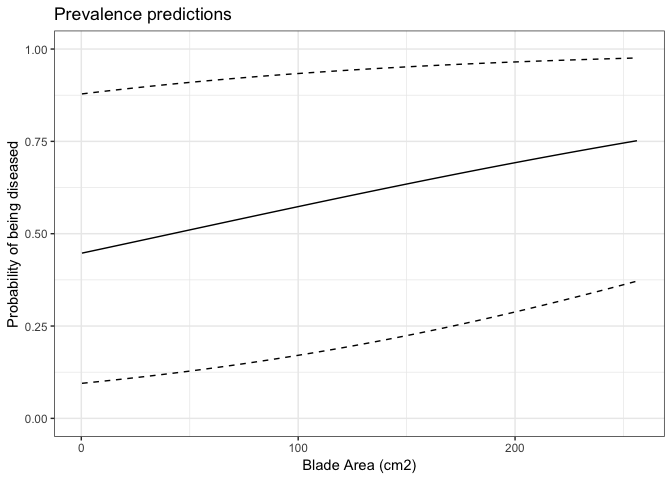 Prevalence predictions
1.00
0.75
0.50
0.25
0.00
Probability of being diseased
0
100
200
Blade Area (cm2)